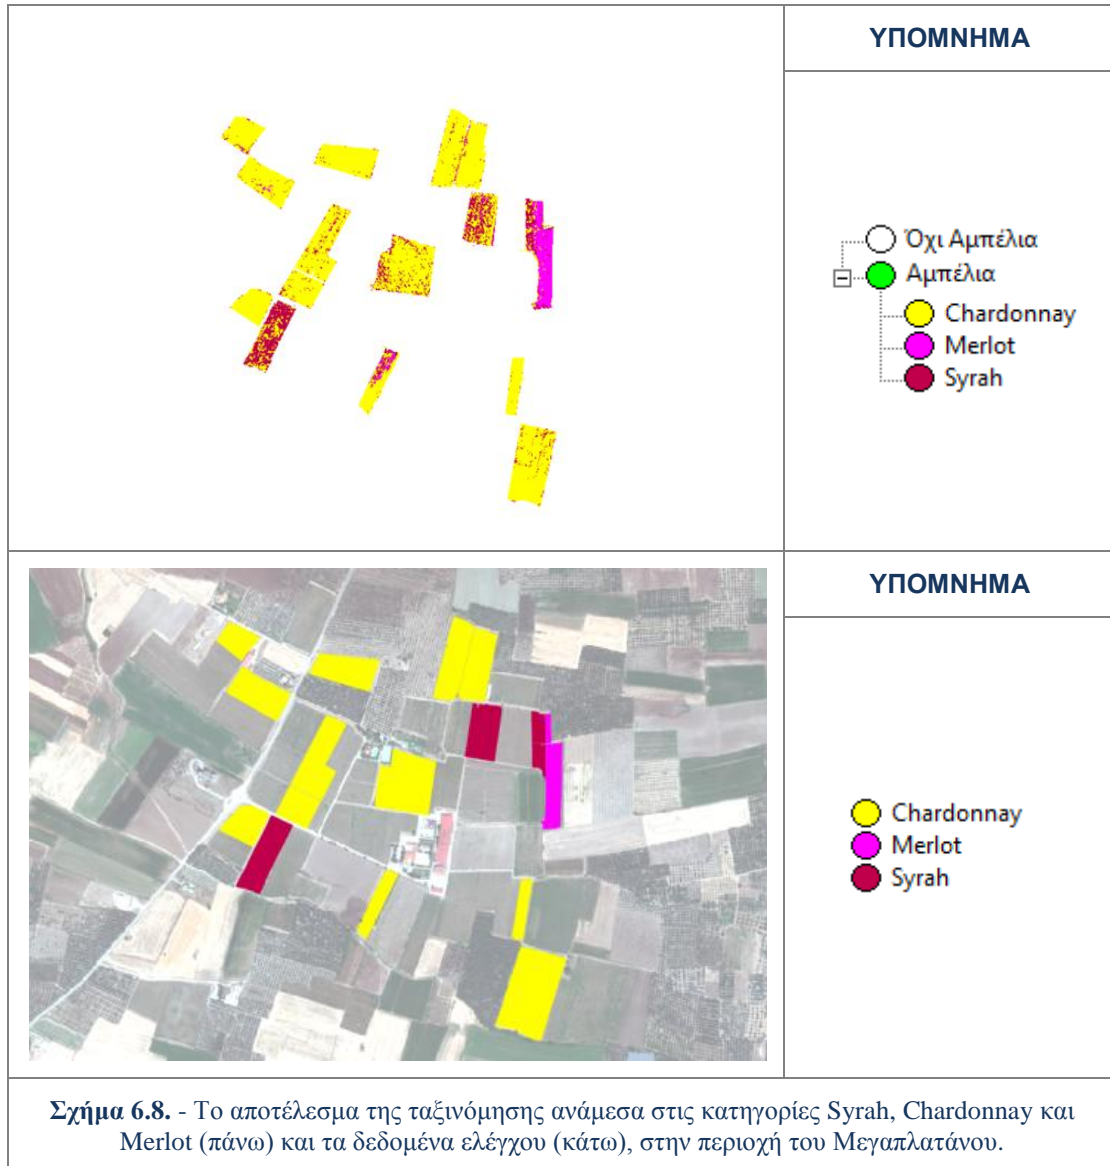 ΥΠΟΜΝΗΜΑ
Όχι Αμπέλια
Αμπέλια
Chardonnay
Merlot
Syrah
ΥΠΟΜΝΗΜΑ
Chardonnay
Merlot
Syrah
Σχήμα 6.8. - Το αποτέλεσμα της ταξινόμησης ανάμεσα στις κατηγορίες Syrah, Chardonnay και
Merlot (πάνω) και τα δεδομένα ελέγχου (κάτω), στην περιοχή του Μεγαπλατάνου.